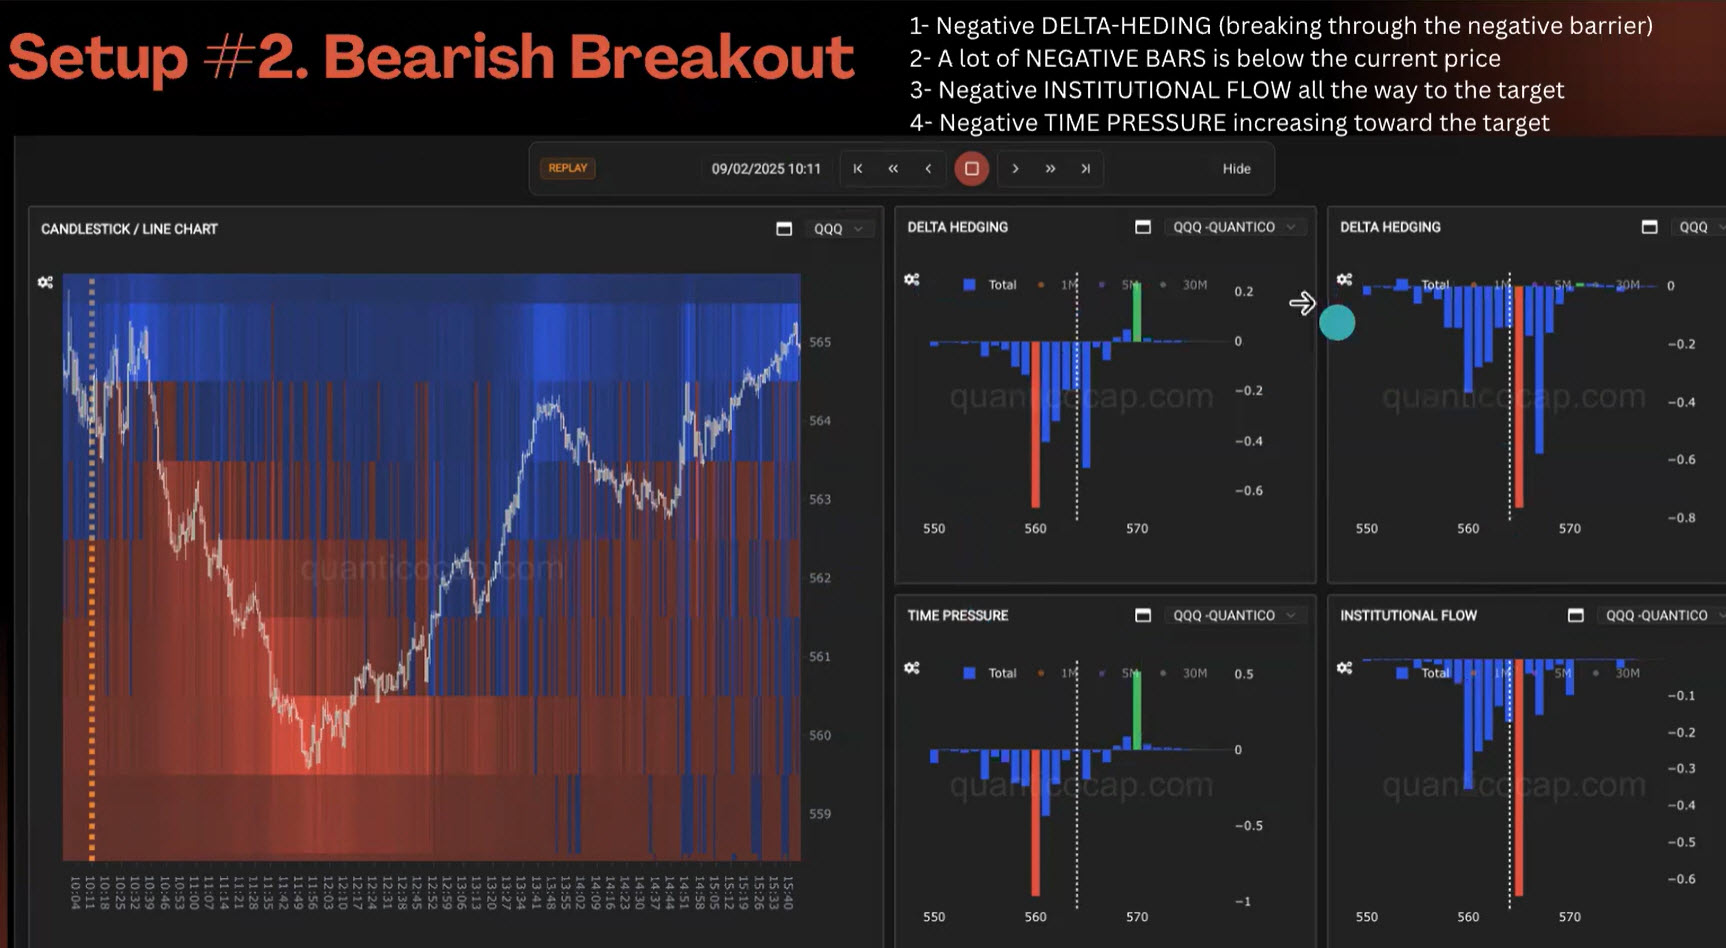 Setup #2. Bearish Breakout
1- Negative DELTA-HEDING (breaking through the negative barrier)
2- A lot of NEGATIVE BARS is below the current price
3- Negative INSTITUTIONAL FLOW all the way to the target
4- Negative TIME PRESSURE increasing toward the target
REPLAY
09/02/2025 10:11
Hide
CANDLESTICK / LINE CHART
QQQ
565
564
563
562
561
560
559
quanticocap.com
10:04 10:11 10:18 10:25 10:32 10:39 10:46 10:53 11:00 11:07 11:14 11:21 11:28 11:35 11:42 11:49 11:56 12:03 12:10 12:17 12:24 12:31 12:38 12:45 12:52 12:59 13:06 13:13 13:20 13:27 13:34 13:41 13:48 13:55 14:02 14:09 14:16 14:23 14:30 14:37 14:44 14:51 14:58 15:05 15:12 15:19 15:26 15:33 15:40
DELTA HEDGING
QQQ -QUANTICO
Total 1M 5M 30M
0.2
0
−0.2
−0.4
−0.6
quanticocap.com
550 560 570
DELTA HEDGING
QQQ
Total 1M 5M 30M
0
−0.2
−0.4
−0.6
−0.8
quanticocap.com
550 560 570
TIME PRESSURE
QQQ -QUANTICO
Total 1M 5M 30M
0.5
0
−0.5
−1
quanticocap.com
550 560 570
INSTITUTIONAL FLOW
QQQ -QUANTICO
Total 1M 5M 30M
−0.1
−0.2
−0.3
−0.4
−0.5
−0.6
quanticocap.com
550 560 570